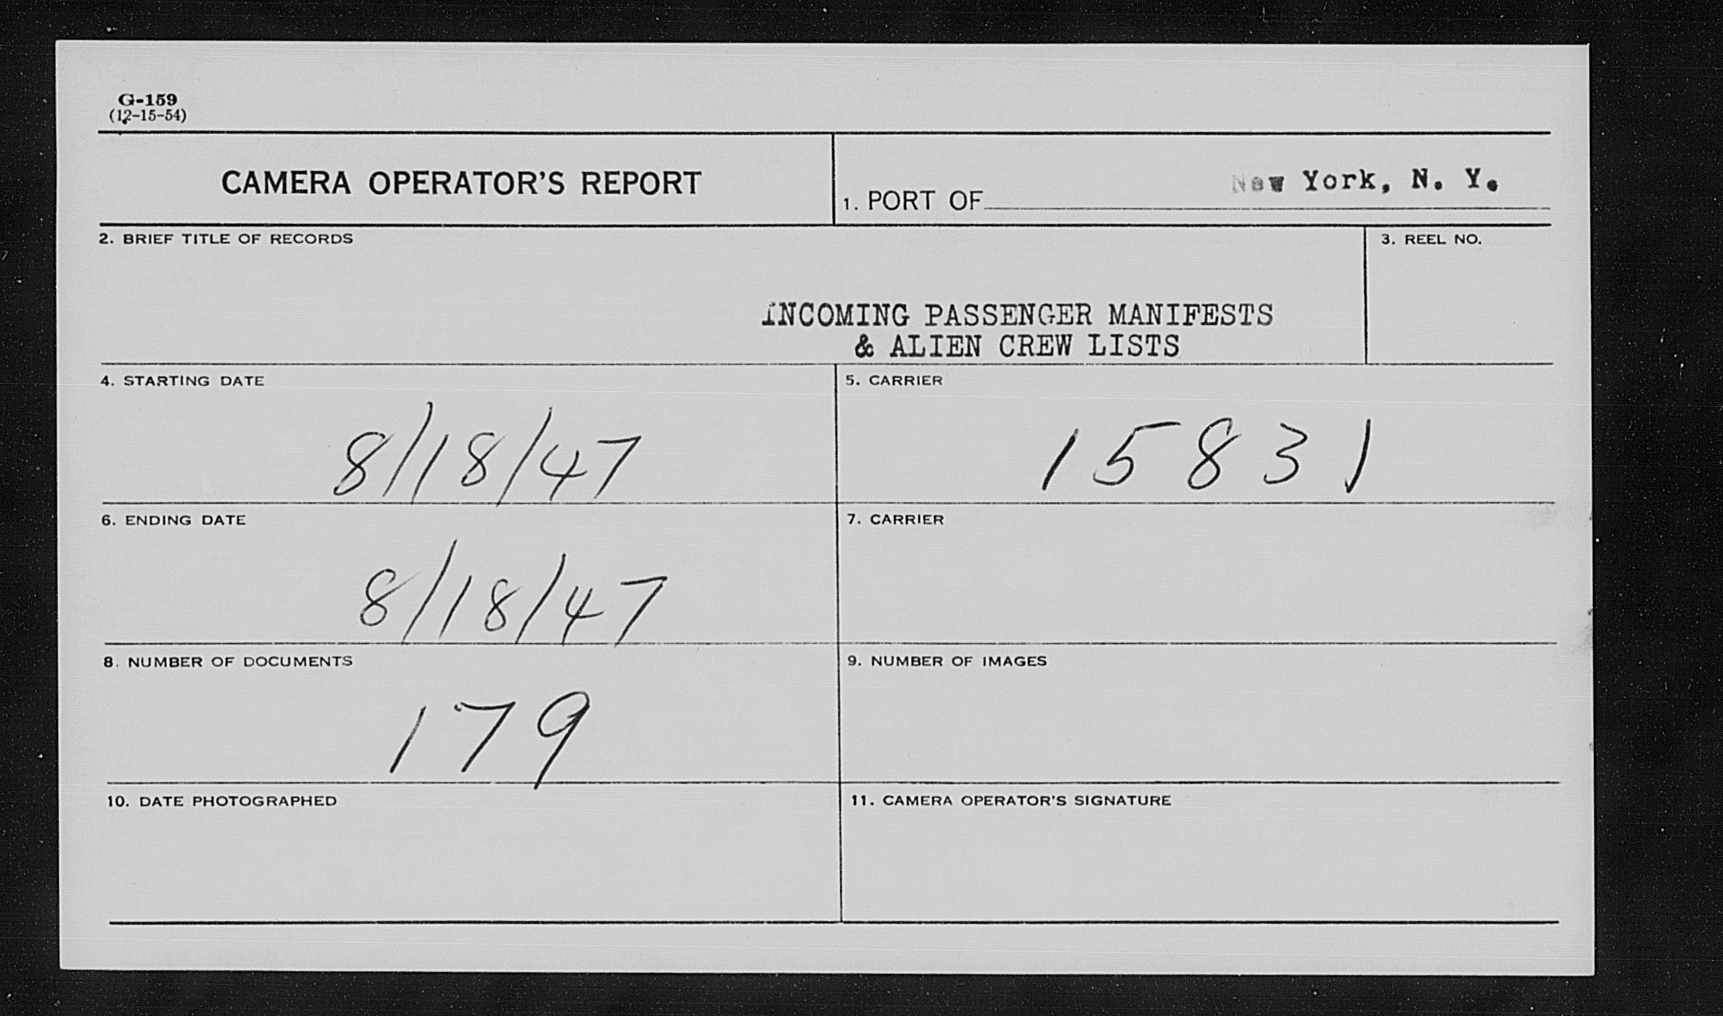 G-159
(12-15-54)
CAMERA OPERATOR'S REPORT
1. PORT OF New York, N. Y.
2. BRIEF TITLE OF RECORDS
3. REEL NO.
INCOMING PASSENGER MANIFESTS
& ALIEN CREW LISTS
4. STARTING DATE
8/18/47
5. CARRIER
15831
6. ENDING DATE
8/18/47
7. CARRIER
8. NUMBER OF DOCUMENTS
179
9. NUMBER OF IMAGES
10. DATE PHOTOGRAPHED
11. CAMERA OPERATOR'S SIGNATURE